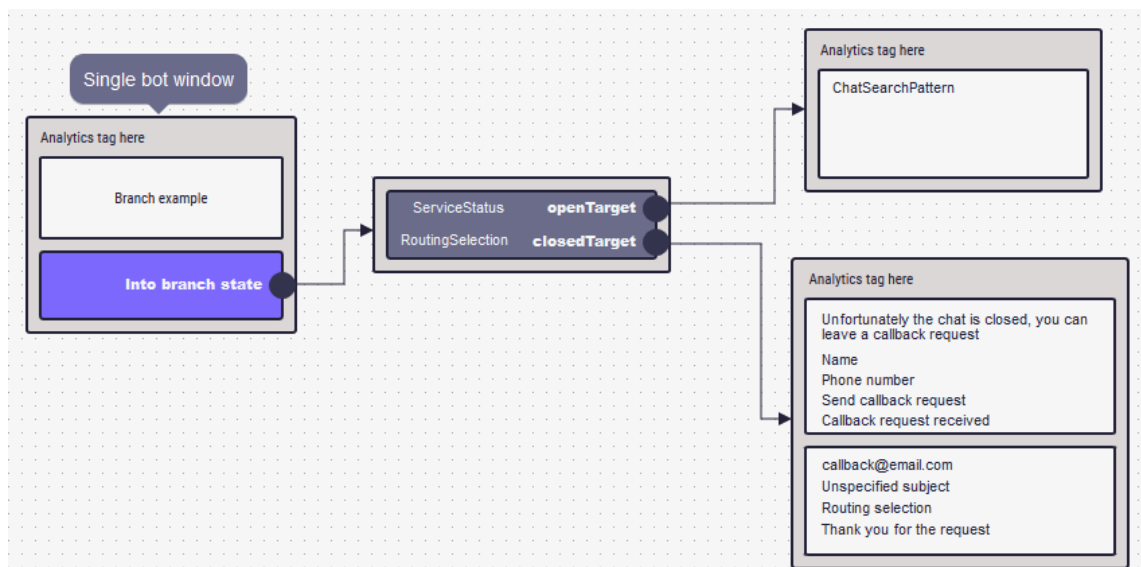 Single bot window
Analytics tag here
Branch example
Into branch state
ServiceStatus openTarget
RoutingSelection closedTarget
Analytics tag here
ChatSearchPattern
Analytics tag here
Unfortunately the chat is closed, you can
leave a callback request
Name
Phone number
Send callback request
Callback request received
callback@email.com
Unspecified subject
Routing selection
Thank you for the request